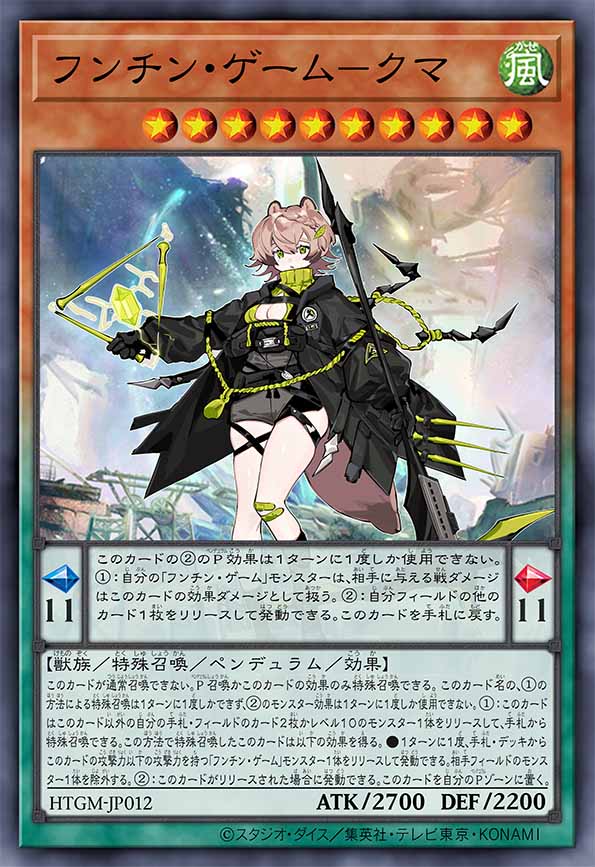 フンチン・ゲームークマ
風
このカードの②のP効果は1ターンに1度しか使用できない。
①：自分の「フンチン・ゲーム」モンスターは、相手に与える戦ダメージ
はこのカードの効果ダメージとして扱う。②：自分フィールドの他の
カード1枚をリリースして発動できる。このカードを手札に戻す。
11
11
【獣族／特殊召喚／ペンデュラム／効果】
このカードが通常召喚できない。P召喚かこのカードの効果のみ特殊召喚できる。このカード名の、①の
方法による特殊召喚は1ターンに1度しかできず、②のモンスター効果は1ターンに1度しか使用できない。①：このカード
はこのカード以外の自分の手札・フィールドのカード2枚かレベル10のモンスター1体をリリースして、手札から
特殊召喚できる。この方法で特殊召喚したこのカードは以下の効果を得る。●1ターンに1度、手札・デッキから
このカードの攻撃力以下の攻撃力を持つ「フンチン・ゲーム」モンスター1体をリリースして発動できる。相手フィールドのモンス
ター1体を除外する。②：このカードがリリースされた場合に発動できる。このカードを自分のPゾーンに置く。
HTGM-JP012
ATK/2700 DEF/2200
©スタジオ・ダイス／集英社・テレビ東京・KONAMI